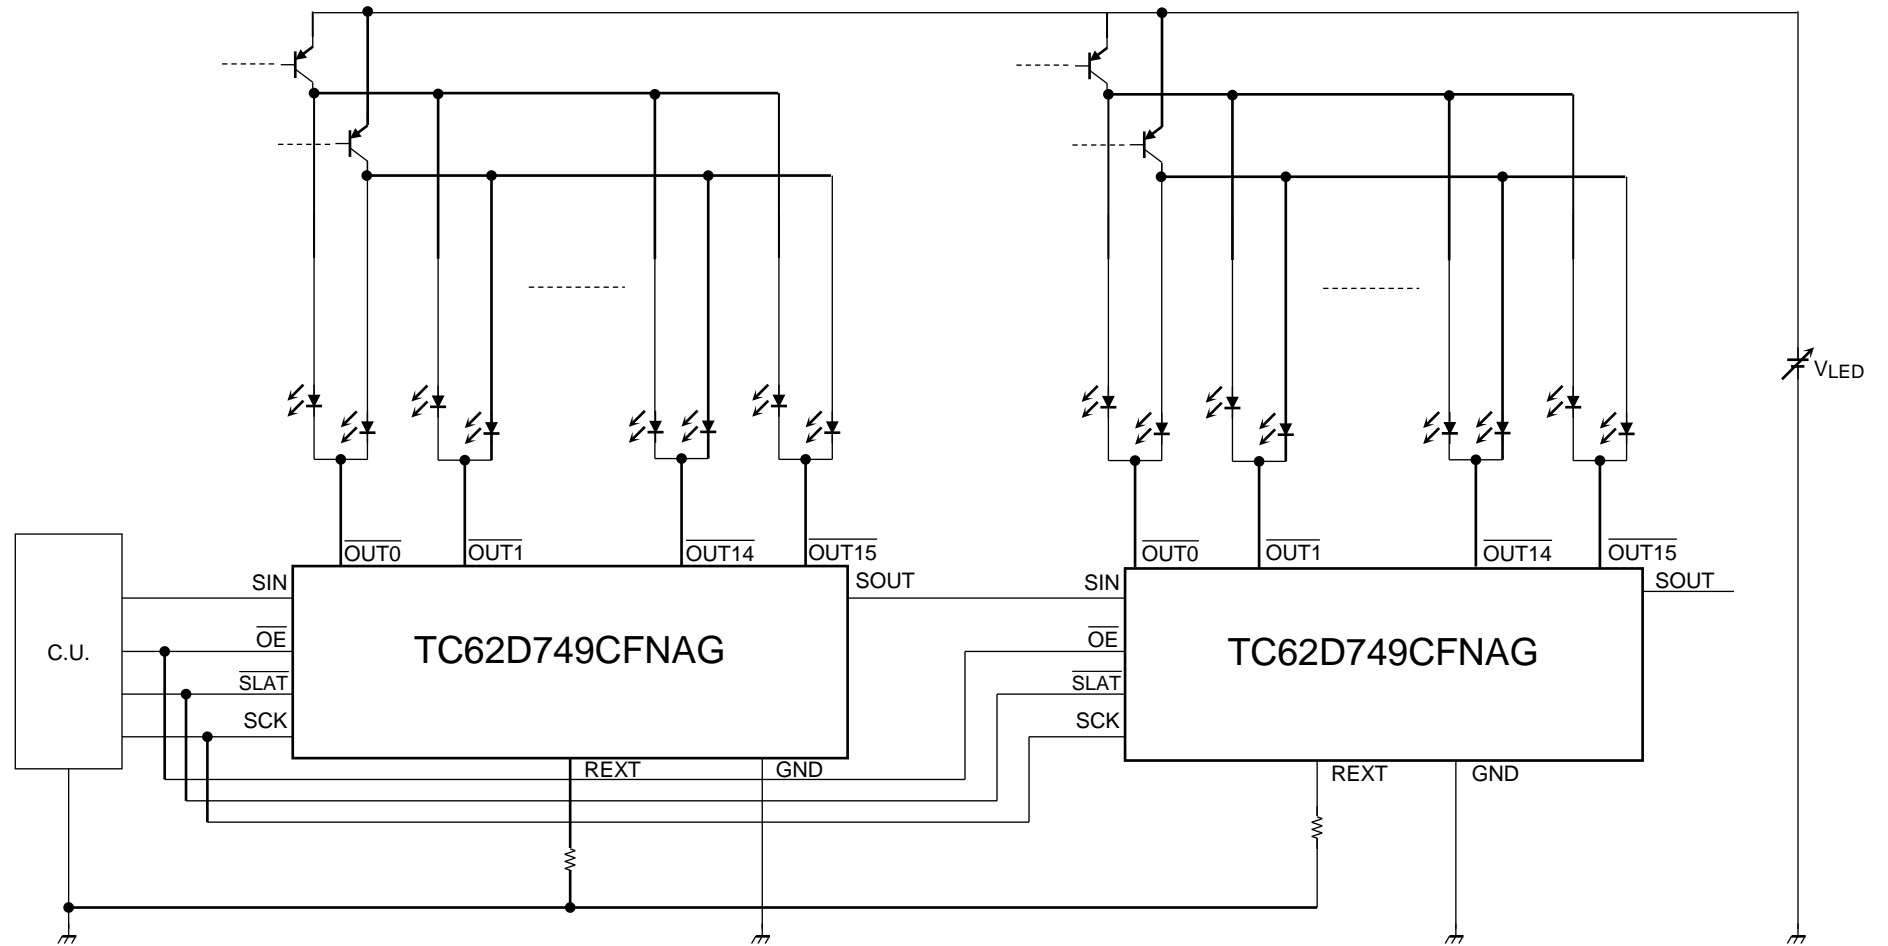 VLED
OUT0 OUT1 OUT14 OUT15
OUT0 OUT1 OUT14 OUT15
SIN SOUT SIN SOUT
C.U. OE TC62D749CFNAG OE TC62D749CFNAG
SLAT SLAT
SCK SCK
REXT GND REXT GND